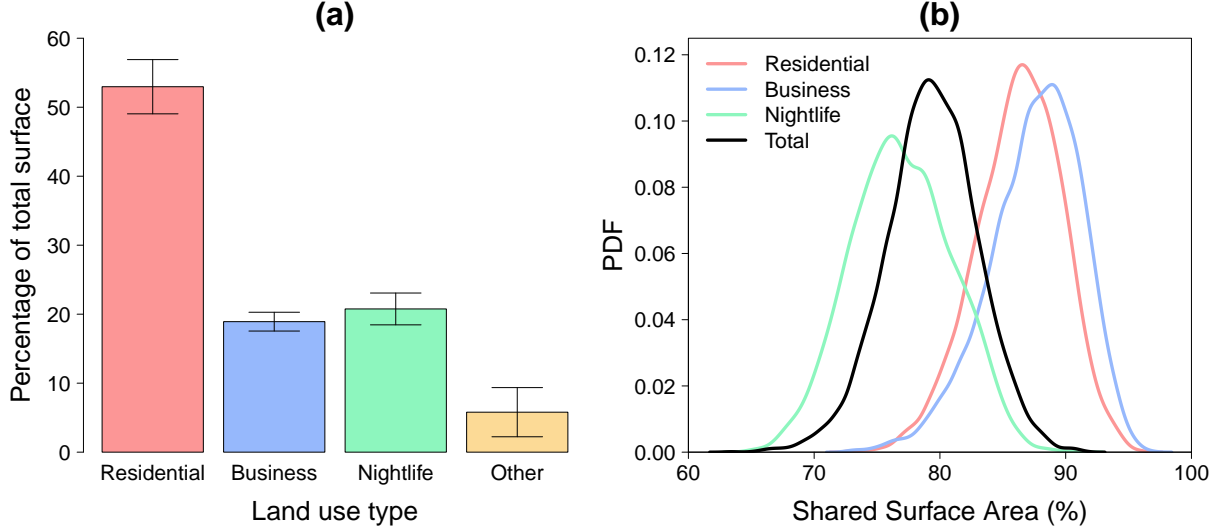 (a)
Percentage of total surface
60
50
40
30
20
10
0
Residential
Business
Nightlife
Other
Land use type
(b)
PDF
0.12
0.10
0.08
0.06
0.04
0.02
0.00
Residential
Business
Nightlife
Total
60
70
80
90
100
Shared Surface Area (%)